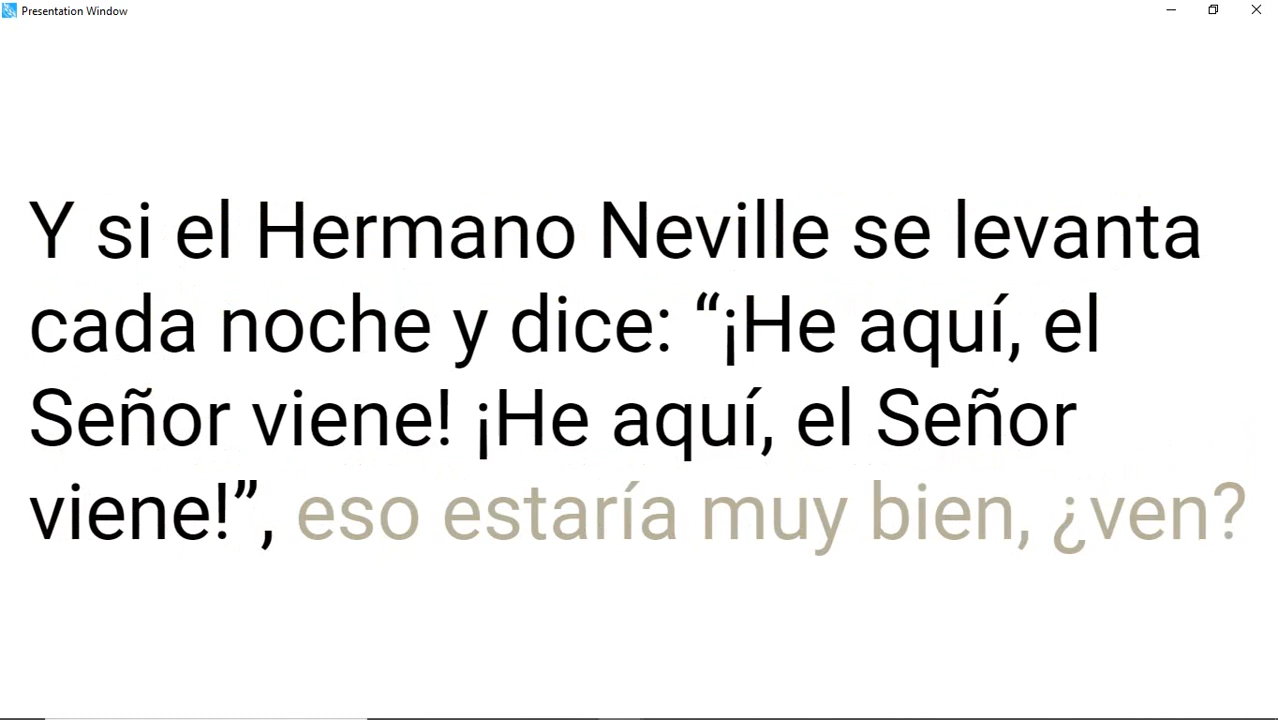 Presentation Window
Y si el Hermano Neville se levanta
cada noche y dice: “¡He aquí, el
Señor viene! ¡He aquí, el Señor
viene!”, eso estaría muy bien, ¿ven?